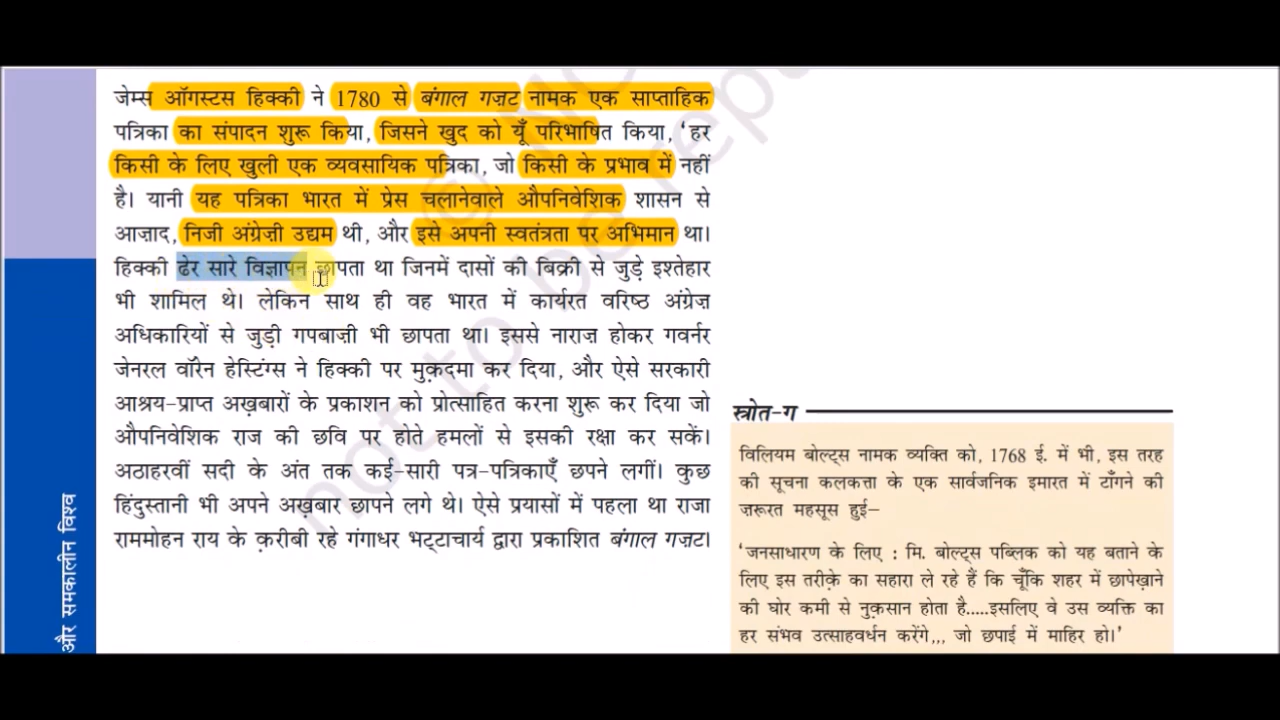 जेम्स ऑगस्टस हिक्की ने 1780 से बंगाल गज़ट नामक एक साप्ताहिक
पत्रिका का संपादन शुरू किया, जिसने खुद को यूँ परिभाषित किया, ‘हर
किसी के लिए खुली एक व्यवसायिक पत्रिका, जो किसी के प्रभाव में नहीं
है। यानी यह पत्रिका भारत में प्रेस चलानेवाले औपनिवेशिक शासन से
आज़ाद, निजी अंग्रेज़ी उद्यम थी, और इसे अपनी स्वतंत्रता पर अभिमान था।
हिक्की ढेर सारे विज्ञापन छापता था जिनमें दासों की बिक्री से जुड़े इश्तेहार
भी शामिल थे। लेकिन साथ ही वह भारत में कार्यरत वरिष्ठ अंग्रेज़
अधिकारियों से जुड़ी गपबाज़ी भी छापता था। इससे नाराज़ होकर गवर्नर
जेनरल वॉरेन हेस्टिंग्स ने हिक्की पर मुक़दमा कर दिया, और ऐसे सरकारी
आश्रय-प्राप्त अख़बारों के प्रकाशन को प्रोत्साहित करना शुरू कर दिया जो
औपनिवेशिक राज की छवि पर होते हमलों से इसकी रक्षा कर सकें।
अठाहरवीं सदी के अंत तक कई-सारी पत्र-पत्रिकाएँ छपने लगीं। कुछ
हिंदुस्तानी भी अपने अख़बार छापने लगे थे। ऐसे प्रयासों में पहला था राजा
राममोहन राय के क़रीबी रहे गंगाधर भट्टाचार्य द्वारा प्रकाशित बंगाल गज़ट।
स्त्रोत-ग
विलियम बोल्ट्स नामक व्यक्ति को, 1768 ई. में भी, इस तरह
की सूचना कलकत्ता के एक सार्वजनिक इमारत में टाँगने की
ज़रूरत महसूस हुई–
‘जनसाधारण के लिए : मि. बोल्ट्स पब्लिक को यह बताने के
लिए इस तरीक़े का सहारा ले रहे हैं कि चूँकि शहर में छापेख़ाने
की घोर कमी से नुक़सान होता है.....इसलिए वे उस व्यक्ति का
हर संभव उत्साहवर्धन करेंगे,,, जो छपाई में माहिर हो।’
और समकालीन विश्व
© NC
not to be repu